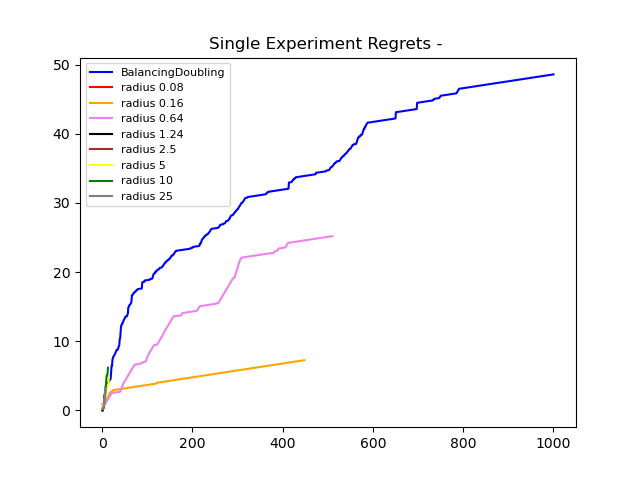 Single Experiment Regrets -
BalancingDoubling
radius 0.08
radius 0.16
radius 0.64
radius 1.24
radius 2.5
radius 5
radius 10
radius 25
50
40
30
20
10
0
0 200 400 600 800 1000